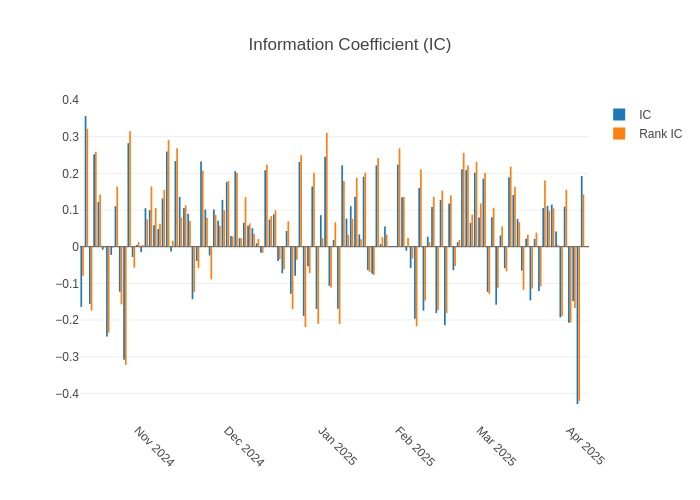 Information Coefficient (IC)
0.4
0.3
0.2
0.1
0
−0.1
−0.2
−0.3
−0.4
Nov 2024
Dec 2024
Jan 2025
Feb 2025
Mar 2025
Apr 2025
IC
Rank IC